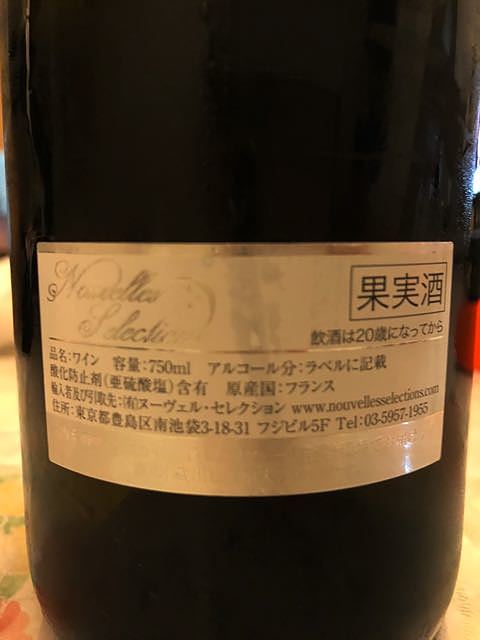 Nouvelles
Selections
果実酒
飲酒は20歳になってから
品名:ワイン 容量:750ml アルコール分:ラベルに記載
酸化防止剤(亜硫酸塩)含有 原産国:フランス
輸入者及び引取先:(有)ヌーヴェル・セレクション www.nouvellesselections.com
住所:東京都豊島区南池袋3-18-31 フジビル5F Tel:03-5957-1955